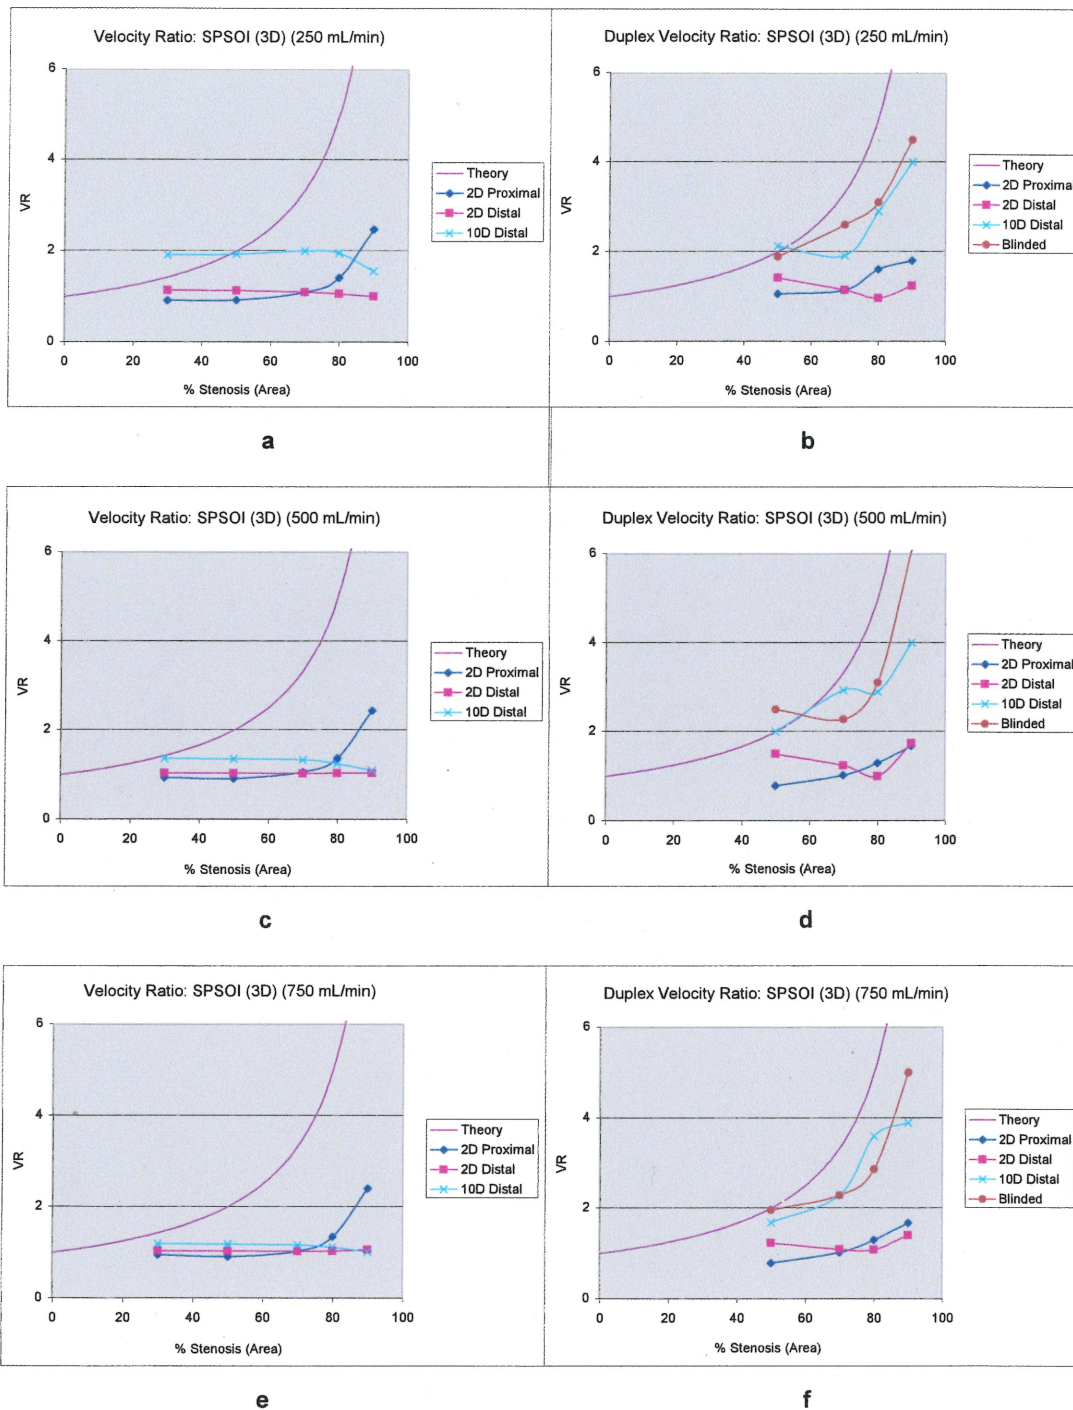 Velocity Ratio: SPSOI (3D) (250 mL/min)
6
4
2
0
VR
0 20 40 60 80 100
% Stenosis (Area)
Theory
2D Proximal
2D Distal
10D Distal
a
Duplex Velocity Ratio: SPSOI (3D) (250 mL/min)
6
4
2
0
VR
0 20 40 60 80 100
% Stenosis (Area)
Theory
2D Proximal
2D Distal
10D Distal
Blinded
b
Velocity Ratio: SPSOI (3D) (500 mL/min)
6
4
2
0
VR
0 20 40 60 80 100
% Stenosis (Area)
Theory
2D Proximal
2D Distal
10D Distal
c
Duplex Velocity Ratio: SPSOI (3D) (500 mL/min)
6
4
2
0
VR
0 20 40 60 80 100
% Stenosis (Area)
Theory
2D Proximal
2D Distal
10D Distal
Blinded
d
Velocity Ratio: SPSOI (3D) (750 mL/min)
6
4
2
0
VR
0 20 40 60 80 100
% Stenosis (Area)
Theory
2D Proximal
2D Distal
10D Distal
e
Duplex Velocity Ratio: SPSOI (3D) (750 mL/min)
6
4
2
0
VR
0 20 40 60 80 100
% Stenosis (Area)
Theory
2D Proximal
2D Distal
10D Distal
Blinded
f